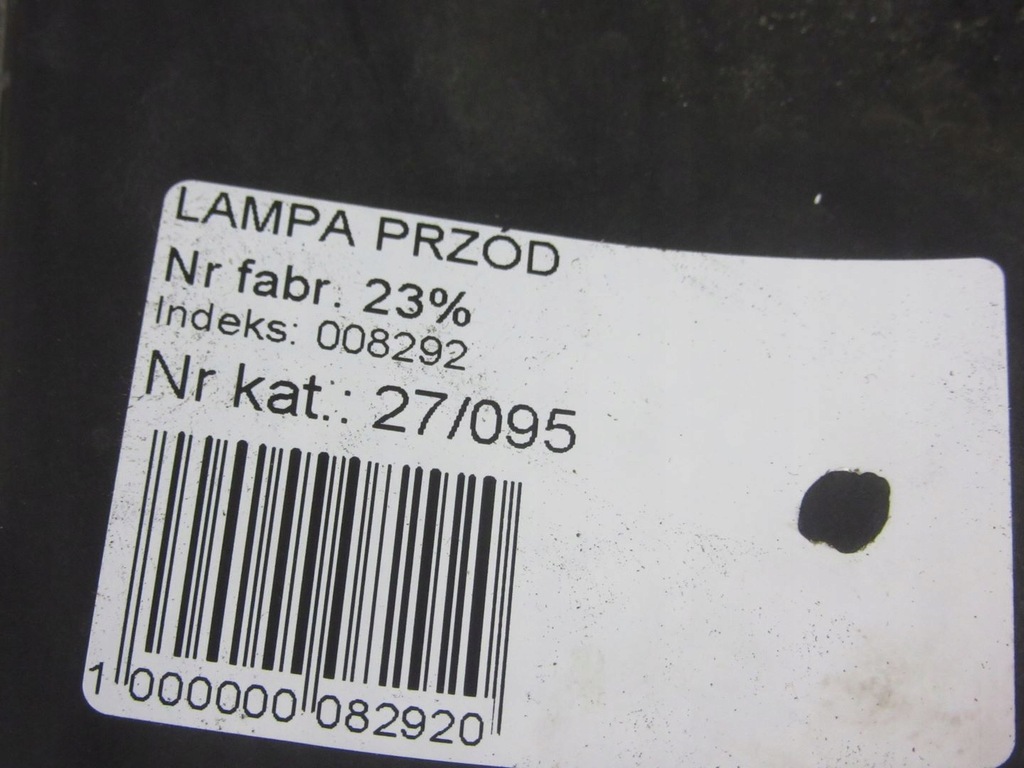 LAMPA PRZÓD
Nr fabr. 23%
Indeks: 008292
Nr kat.: 27/095
1 000000 082920